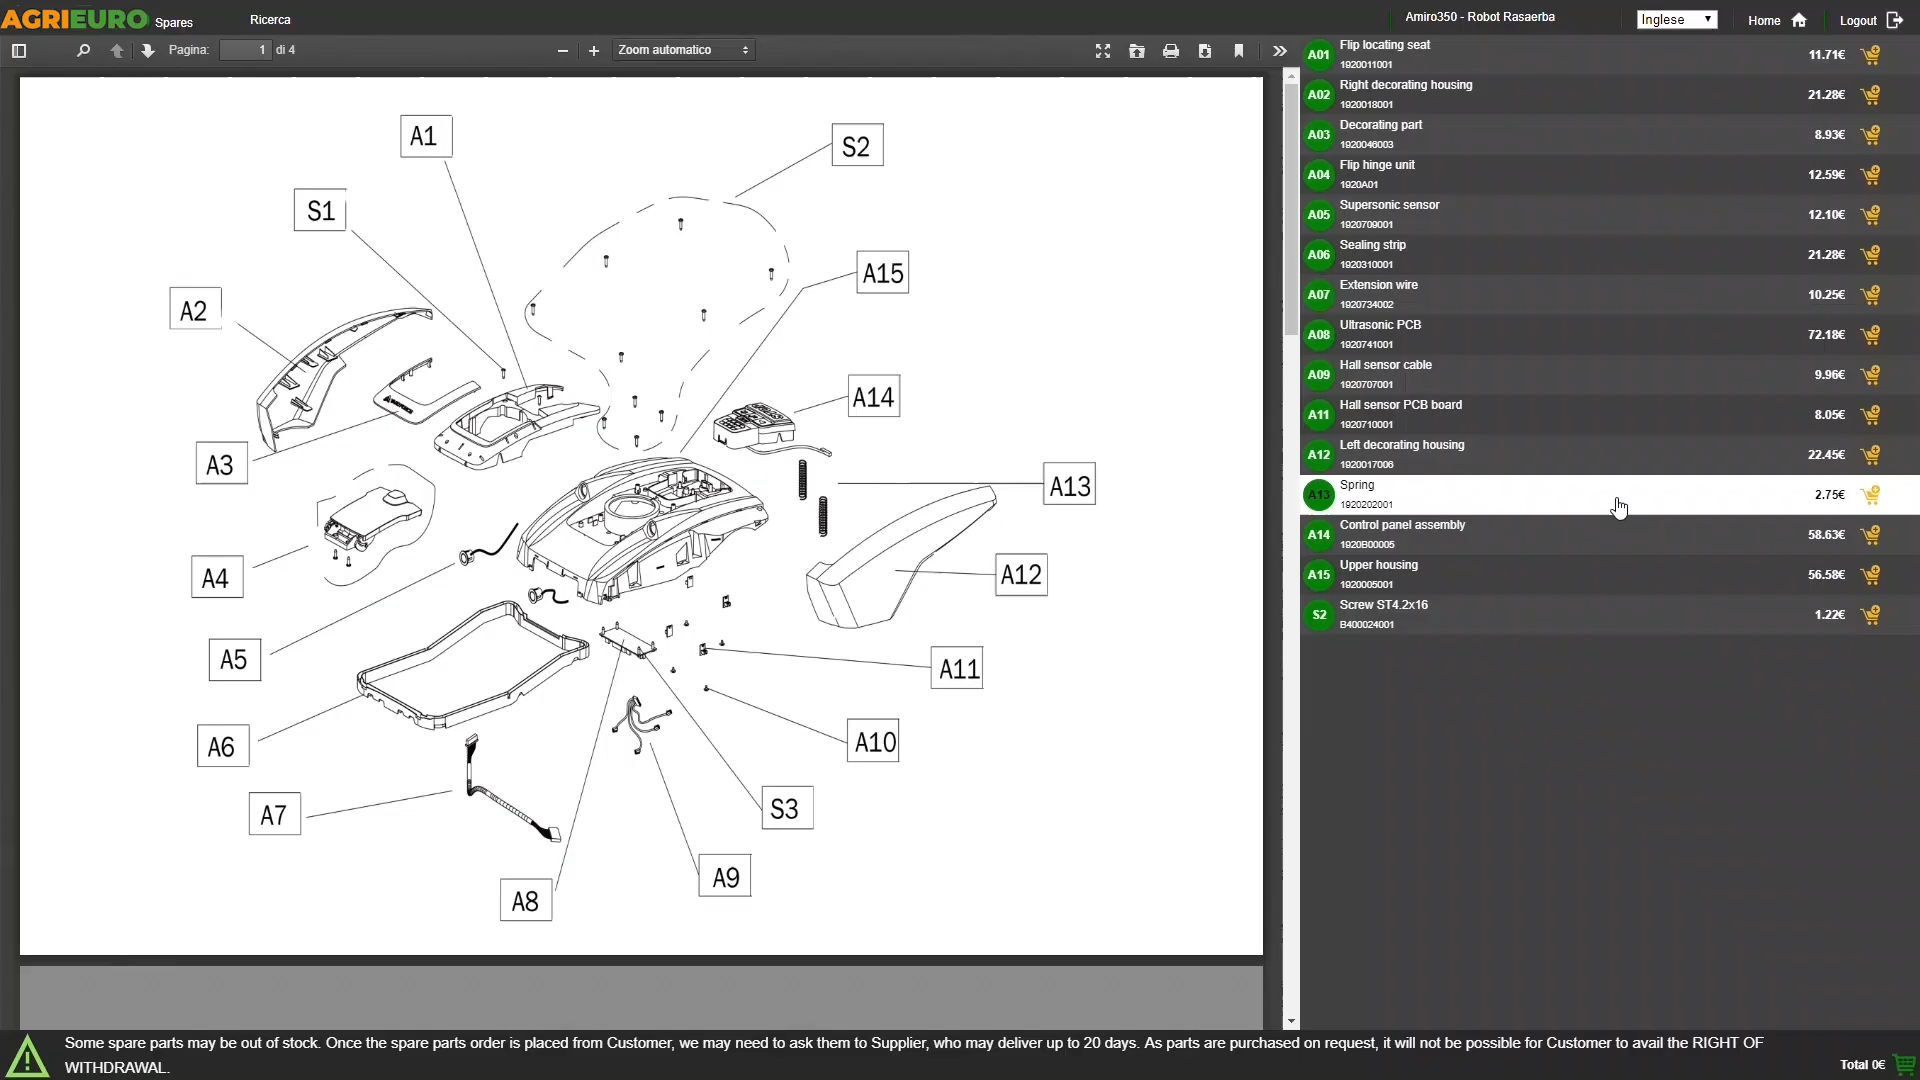 AGRIEURO Spares
Ricerca
Amiro350 - Robot Rasaerba
Inglese
Home
Logout
Pagina:
1
di 4
Zoom automatico
A1
S2
S1
A15
A2
A14
A3
A13
A4
A12
A5
A11
A6
A10
A7
S3
A9
A8
A01
Flip locating seat
1920011001
11.71€
A02
Right decorating housing
1920018001
21.28€
A03
Decorating part
1920046003
8.93€
A04
Flip hinge unit
1920A01
12.59€
A05
Supersonic sensor
1920709001
12.10€
A06
Sealing strip
1920310001
21.28€
A07
Extension wire
1920734002
10.25€
A08
Ultrasonic PCB
1920741001
72.18€
A09
Hall sensor cable
1920707001
9.96€
A11
Hall sensor PCB board
1920710001
8.05€
A12
Left decorating housing
1920017006
22.45€
A13
Spring
1920202001
2.75€
A14
Control panel assembly
1920B00005
58.63€
A15
Upper housing
1920005001
56.58€
S2
Screw ST4.2x16
B400024001
1.22€
Some spare parts may be out of stock. Once the spare parts order is placed from Customer, we may need to ask them to Supplier, who may deliver up to 20 days. As parts are purchased on request, it will not be possible for Customer to avail the RIGHT OF
WITHDRAWAL.
Total 0€